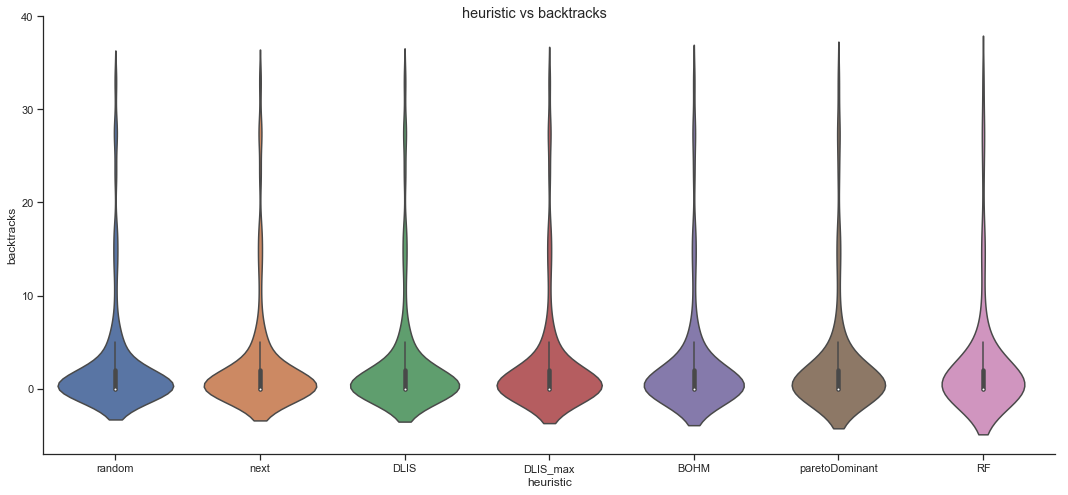 heuristic vs backtracks
40
30
20
10
0
backtracks
random next DLIS DLIS_max BOHM paretoDominant RF
heuristic